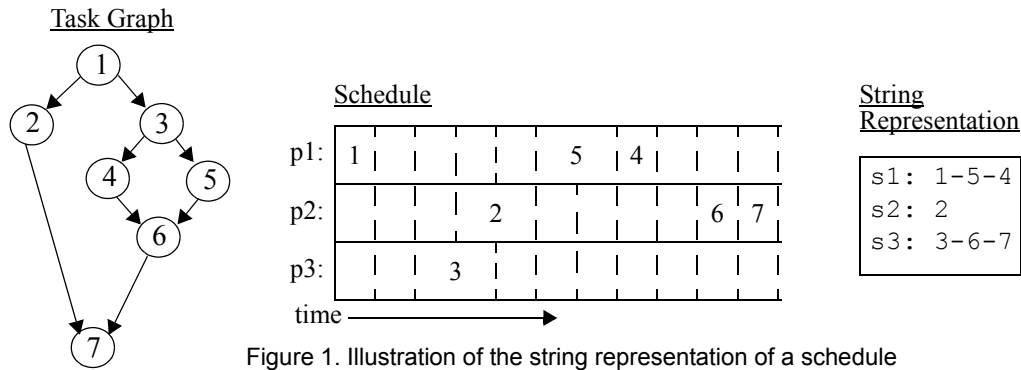 Task Graph
1
2
3
4
5
6
7
Schedule
p1: 1 5 4
p2: 2 6 7
p3: 3
time
String
Representation
s1: 1-5-4
s2: 2
s3: 3-6-7
Figure 1. Illustration of the string representation of a schedule